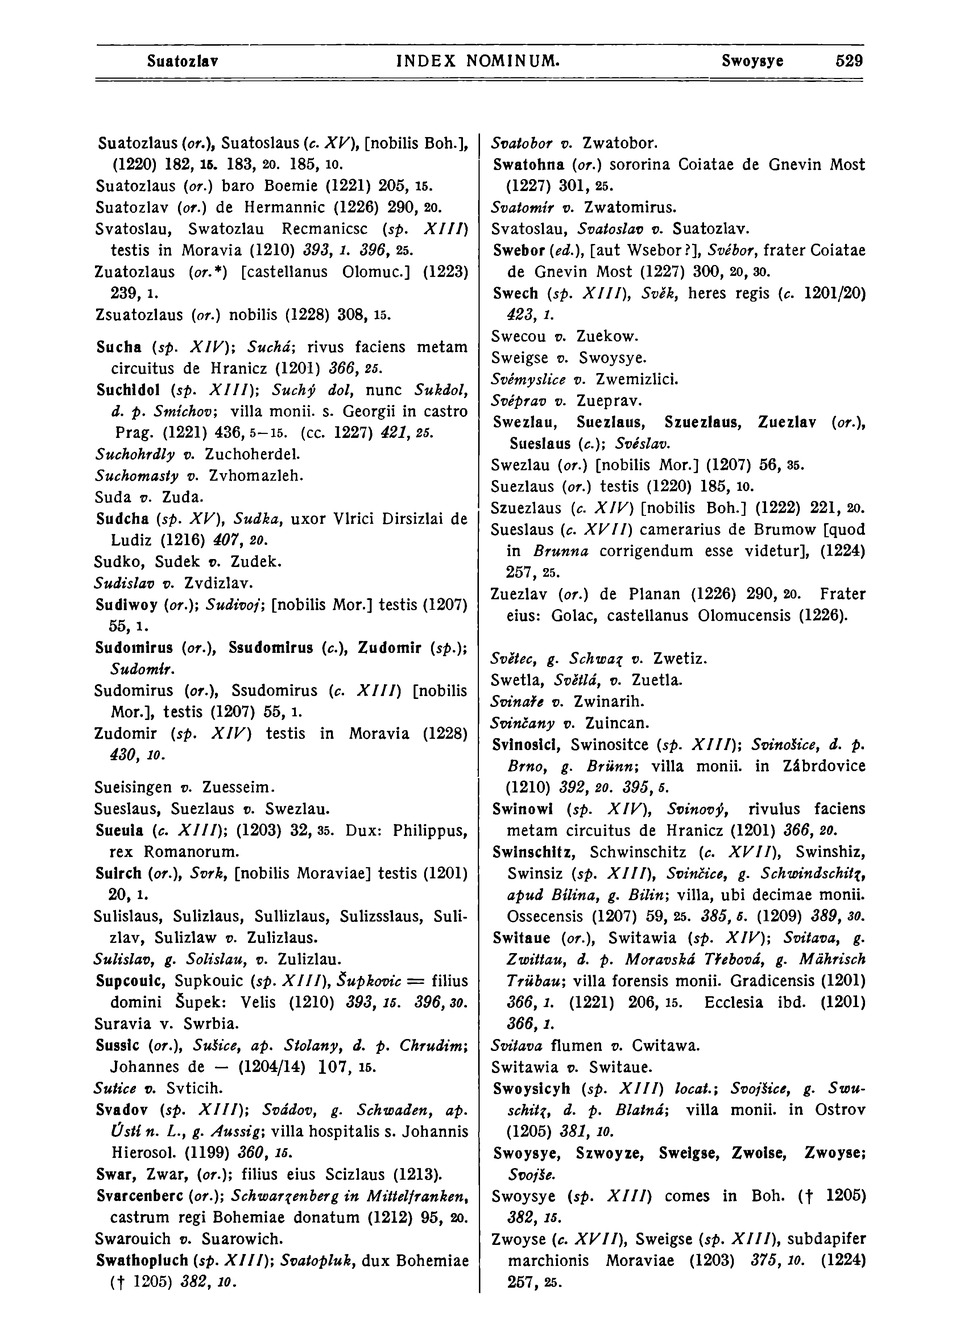 Suatozlav INDEX NOMINUM. Swoysye 529
Suatozlaus (or.), Suatoslaus (c. XV), [nobilis Boh.],
(1220) 182, 15. 183, 20. 185, 10.
Suatozlaus (or.) baro Boemie (1221) 205, 15.
Suatozlav (or.) de Hermannic (1226) 290, 20.
Svatoslau, Swatozlau Recmanicsc (sp. XIII)
testis in Moravia (1210) 393, 1. 396, 25.
Zuatozlaus (or.*) [castellanus Olomuc.] (1223)
239, 1.
Zsuatozlaus (or.) nobilis (1228) 308, 15.
Sucha (sp. XIV); Suchá; rivus faciens metam
circuitus de Hranicz (1201) 366, 25.
Suchidol (sp. XIII); Suchý dol, nunc Sukdol,
d. p. Smíchov; villa monii. s. Georgii in castro
Prag. (1221) 436, 5—15. (cc. 1227) 421, 25.
Suchohrdly v. Zuchoherdel.
Suchomasty v. Zvhomazleh.
Suda v. Zuda.
Sudcha (sp. XV), Sudka, uxor Vlrici Dirsizlai de
Ludiz (1216) 407, 20.
Sudko, Sudek v. Zudek.
Sudislav v. Zvdizlav.
Sudiwoy (or.); Sudivoj; [nobilis Mor.] testis (1207)
55, 1.
Sudomirus (or.), Ssudomirus (c.), Zudomir (sp.);
Sudomír.
Sudomirus (or.), Ssudomirus (c. XIII) [nobilis
Mor.], testis (1207) 55, 1.
Zudomir (sp. XIV) testis in Moravia (1228)
430, 10.
Sueisingen v. Zuesseim.
Sueslaus, Suezlaus v. Swezlau.
Sueuia (c. XIII); (1203) 32, 35. Dux: Philippus,
rex Romanorum.
Suirch (or.), Svrk, [nobilis Moraviae] testis (1201)
20, 1.
Sulislaus, Sulizlaus, Sullizlaus, Sulizsslaus, Suli-
zlav, Sulizlaw v. Zulizlaus.
Sulislav, g. Solislau, v. Zulizlau.
Supcouic, Supkouic (sp. XIII), Šupkovic = filius
domini Šupek: Velis (1210) 393, 15. 396, 30.
Suravia v. Swrbia.
Sussic (or.), Sušice, ap. Stolany, d. p. Chrudim;
Johannes de — (1204/14) 107, 15.
Sutice v. Svticih.
Svadov (sp. XIII); Svádov, g. Schwaden, ap.
Ústí n. L., g. Aussig; villa hospitalis s. Johannis
Hierosol. (1199) 360, 15.
Swar, Zwar, (or.); filius eius Scizlaus (1213).
Svarcenberc (or.); Schwarzenberg in Mittelfranken,
castrum regi Bohemiae donatum (1212) 95, 20.
Swarouich v. Suarowich.
Swathopluch (sp. XIII); Svatopluk, dux Bohemiae
(† 1205) 382, 10.
Svatobor v. Zwatobor.
Swatohna (or.) sororina Coiatae de Gnevin Most
(1227) 301, 25.
Svatomír v. Zwatomirus.
Svatoslau, Svatoslav v. Suatozlav.
Swebor (ed.), [aut Wsebor?], Svébor, frater Coiatae
de Gnevin Most (1227) 300, 20, 30.
Swech (sp. XIII), Svěk, heres regis (c. 1201/20)
423, 1.
Swecou v. Zuekow.
Sweigse v. Swoysye.
Svémyslice v. Zwemizlici.
Svéprav v. Zueprav.
Swezlau, Suezlaus, Szuezlaus, Zuezlav (or.),
Sueslaus (c.); Svéslav.
Swezlau (or.) [nobilis Mor.] (1207) 56, 35.
Suezlaus (or.) testis (1220) 185, 10.
Szuezlaus (c. XIV) [nobilis Boh.] (1222) 221, 20.
Sueslaus (c. XVII) camerarius de Brumow [quod
in Brunna corrigendum esse videtur], (1224)
257, 25.
Zuezlav (or.) de Planan (1226) 290, 20. Frater
eius: Golac, castellanus Olomucensis (1226).
Světec, g. Schwaz v. Zwetiz.
Swetla, Světlá, v. Zuetla.
Svinaře v. Zwinarih.
Svinčany v. Zuincan.
Svinosici, Swinositce (sp. XIII); Svinošice, d. p.
Brno, g. Brünn; villa monii. in Zábrdovice
(1210) 392, 20. 395, 5.
Swinowi (sp. XIV), Svinový, rivulus faciens
metam circuitus de Hranicz (1201) 366, 20.
Swinschitz, Schwinschitz (c. XVII), Swinshiz,
Swinsiz (sp. XIII), Svinčice, g. Schwindschitz,
apud Bilina, g. Bilin; villa, ubi decimae monii.
Ossecensis (1207) 59, 25. 385, 5. (1209) 389, 30.
Switaue (or.), Switawia (sp. XIV); Svitava, g.
Zwittau, d. p. Moravská Třebová, g. Mährisch
Trübau; villa forensis monii. Gradicensis (1201)
366, 1. (1221) 206, 15. Ecclesia ibd. (1201)
366, 1.
Svitava flumen v. Cwitawa.
Switawia v. Switaue.
Swoysicyh (sp. XIII) locat.; Svojšice, g. Swu-
schitz, d. p. Blatná; villa monii. in Ostrov
(1205) 381, 10.
Swoysye, Szwoyze, Sweigse, Zwoise, Zwoyse;
Svojše.
Swoysye (sp. XIII) comes in Boh. († 1205)
382, 15.
Zwoyse (c. XVII), Sweigse (sp. XIII), subdapifer
marchionis Moraviae (1203) 375, 10. (1224)
257, 25.